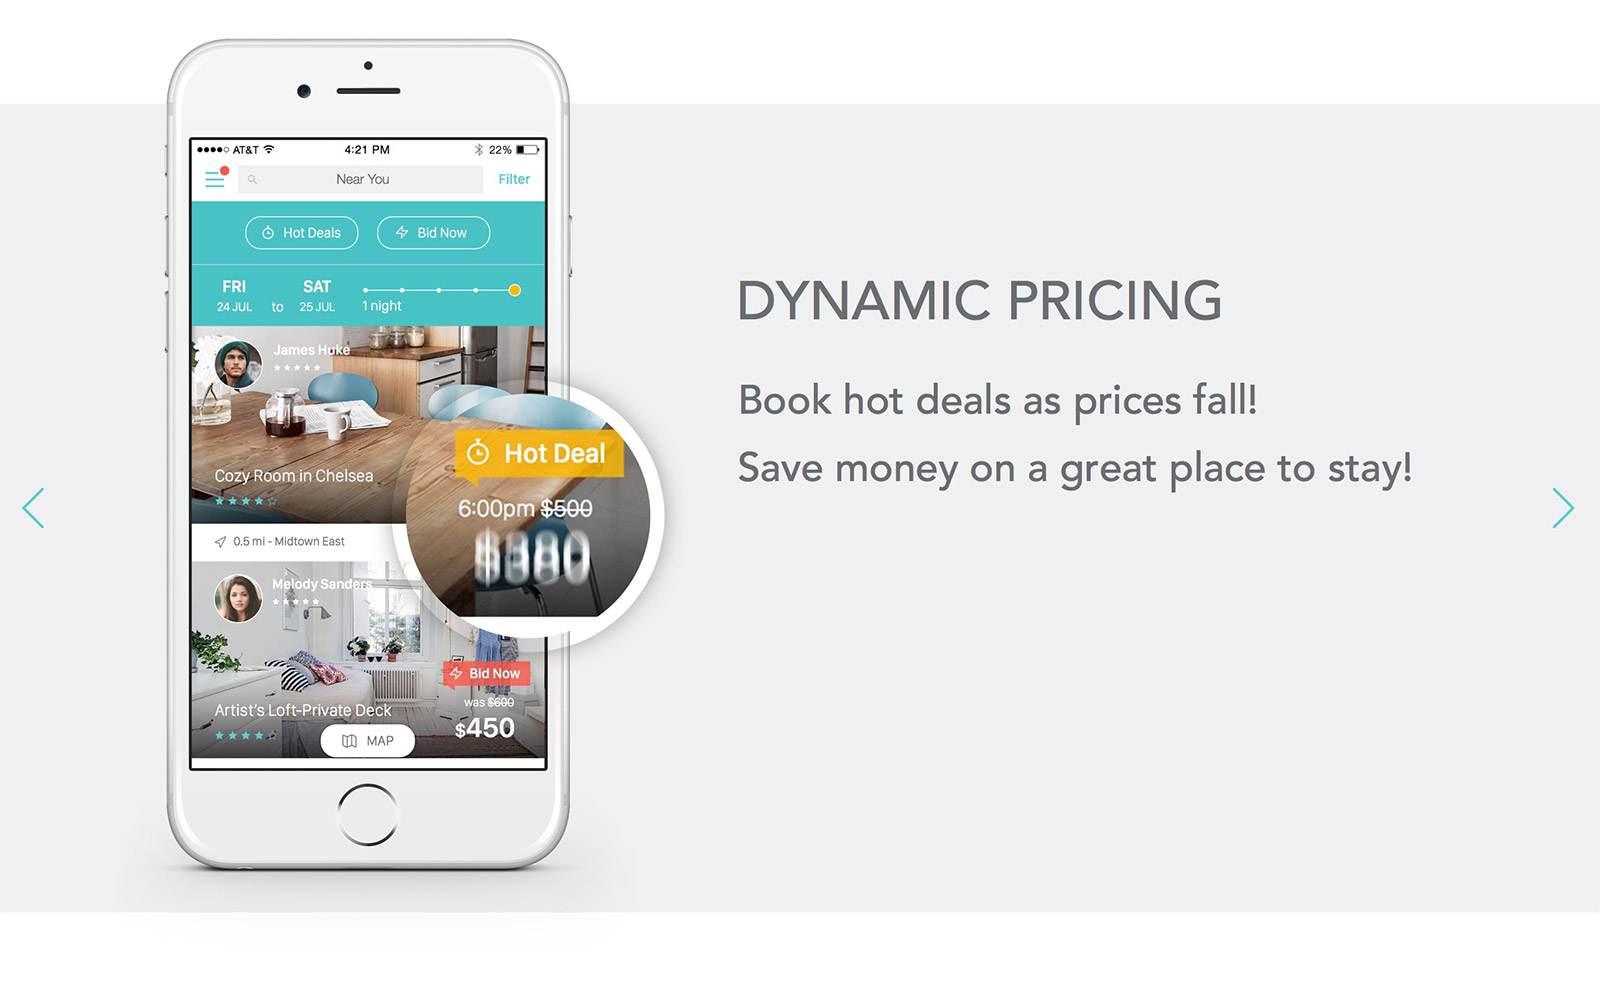 AT&T 4:21 PM 22%
Near You Filter
Hot Deals Bid Now
FRI SAT
24 JUL to 25 JUL 1 night
James Huke
Cozy Room in Chelsea
Hot Deal
6:00pm $500
0.5 mi - Midtown East
Melody Sanders
Bid Now
was $600
Artist's Loft-Private Deck
$450
MAP
DYNAMIC PRICING
Book hot deals as prices fall!
Save money on a great place to stay!